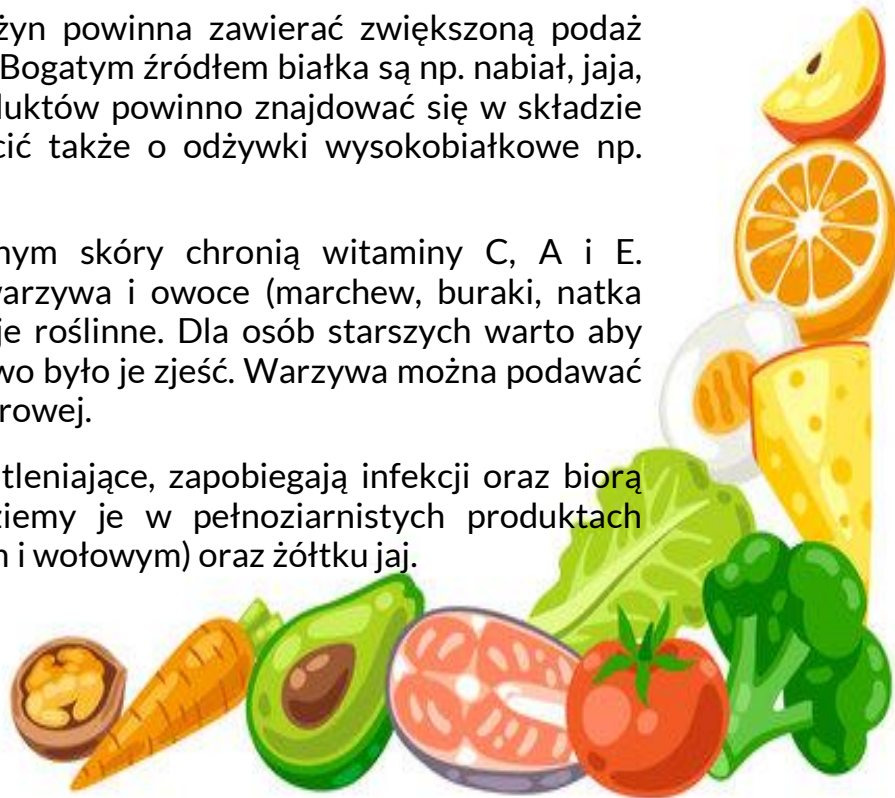 żyn powinna zawierać zwiększoną podaż
Bogatym źródłem białka są np. nabiał, jaja,
duktów powinno znajdować się w składzie
cić także o odżywki wysokobiałkowe np.
nym skóry chronią witaminy C, A i E.
warzywa i owoce (marchew, buraki, natka
je roślinne. Dla osób starszych warto aby
wo było je zjeść. Warzywa można podawać
rowej.
tleniające, zapobiegają infekcji oraz biorą
ziemy je w pełnoziarnistych produktach
n i wołowym) oraz żółtku jaj.